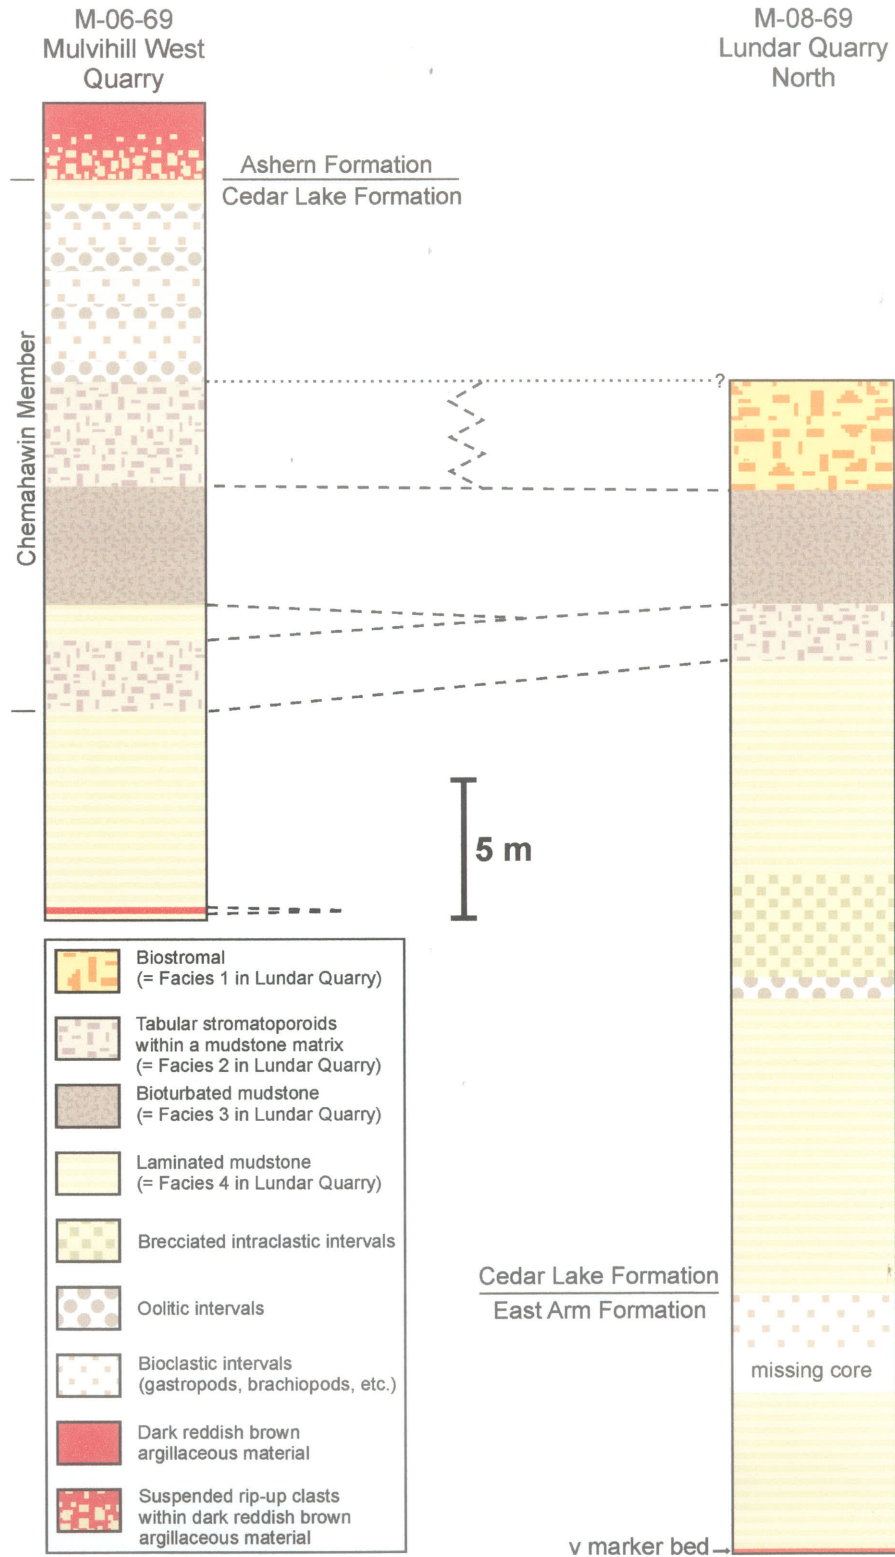 M-06-69
Mulvihill West
Quarry
M-08-69
Lundar Quarry
North
Ashern Formation
Cedar Lake Formation
Chemahawin Member
?
5 m
Biostromal
(= Facies 1 in Lundar Quarry)
Tabular stromatoporoids
within a mudstone matrix
(= Facies 2 in Lundar Quarry)
Bioturbated mudstone
(= Facies 3 in Lundar Quarry)
Laminated mudstone
(= Facies 4 in Lundar Quarry)
Brecciated intraclastic intervals
Oolitic intervals
Bioclastic intervals
(gastropods, brachiopods, etc.)
Dark reddish brown
argillaceous material
Suspended rip-up clasts
within dark reddish brown
argillaceous material
Cedar Lake Formation
East Arm Formation
missing core
v marker bed